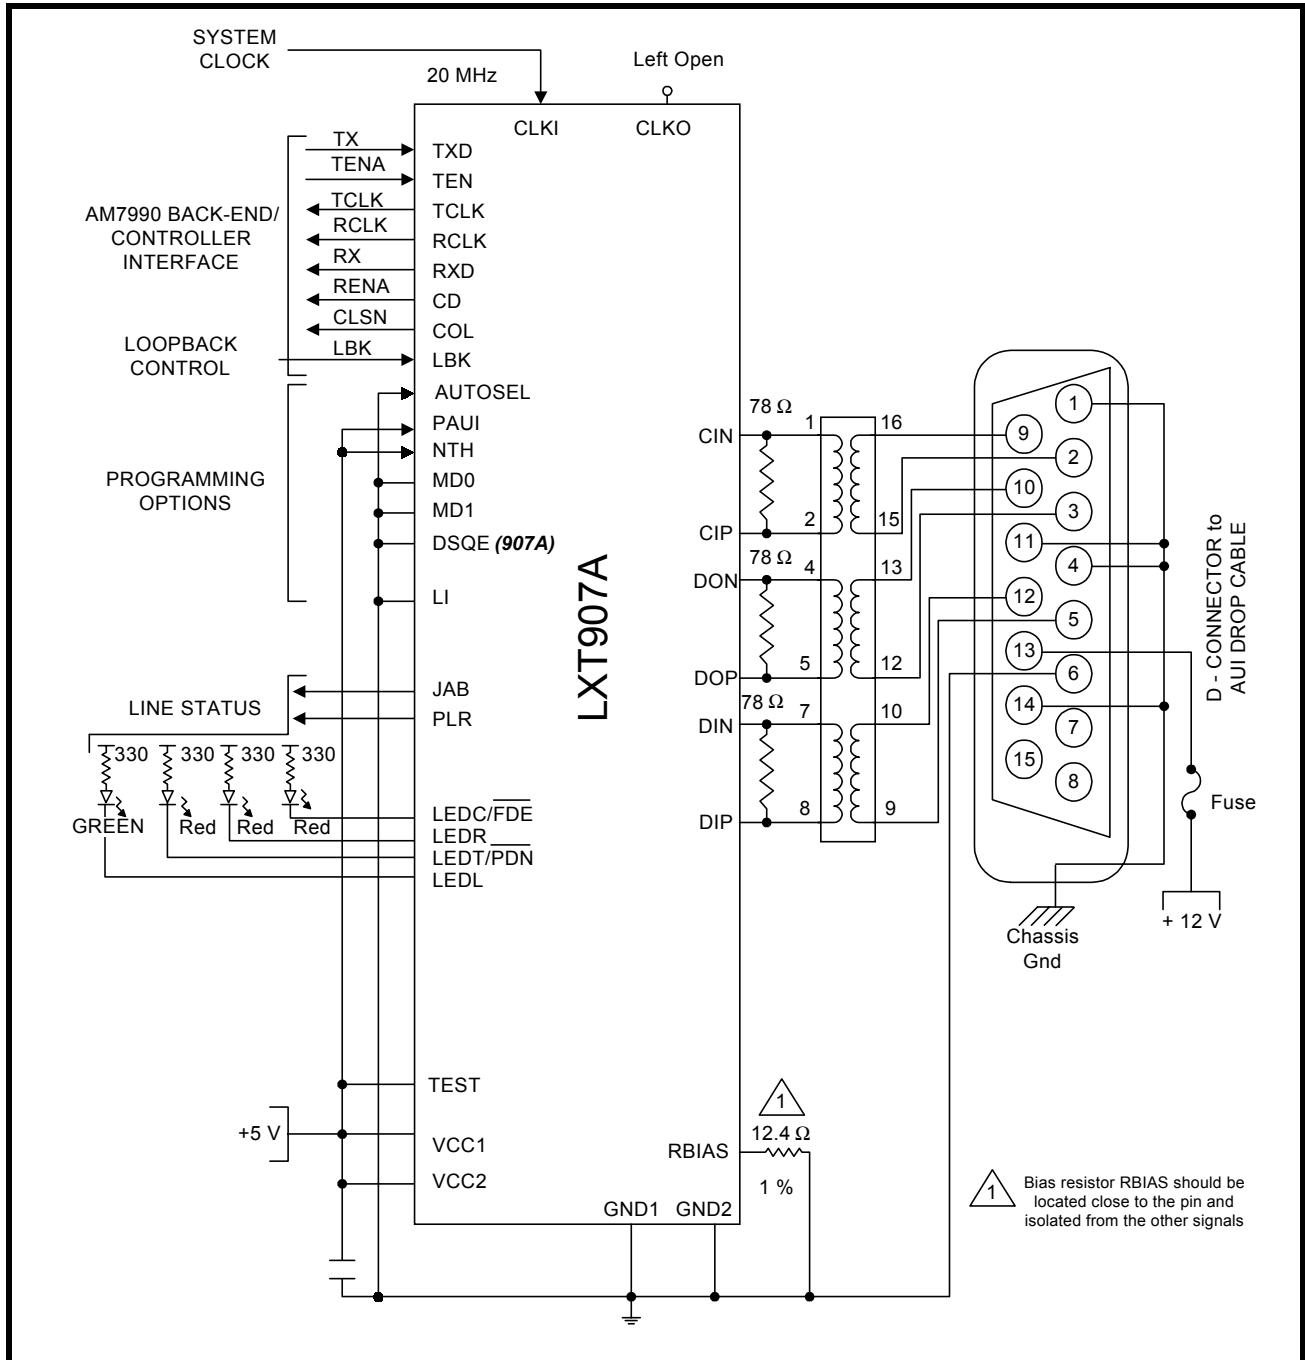 SYSTEM
CLOCK
20 MHz
Left Open
CLKI
CLKO
TX
TXD
TENA
TEN
TCLK
TCLK
RCLK
RCLK
RX
RXD
RENA
CD
CLSN
COL
LBK
LBK
AM7990 BACK-END/
CONTROLLER
INTERFACE
LOOPBACK
CONTROL
AUTOSEL
PAUI
NTH
MD0
MD1
DSQE (907A)
LI
PROGRAMMING
OPTIONS
LXT907A
JAB
PLR
LINE STATUS
330
330
330
330
GREEN
Red
Red
Red
LEDC/FDE
LEDR
LEDT/PDN
LEDL
TEST
+5 V
VCC1
VCC2
GND1
GND2
RBIAS
1
12.4 Ω
1 %
CIN
78 Ω
1
16
CIP
2
15
DON
78 Ω
4
13
DOP
5
12
DIN
78 Ω
7
10
DIP
8
9
1
9
2
10
3
11
4
12
5
13
6
14
7
15
8
D - CONNECTOR to
AUI DROP CABLE
Fuse
+ 12 V
Chassis
Gnd
1
Bias resistor RBIAS should be
located close to the pin and
isolated from the other signals